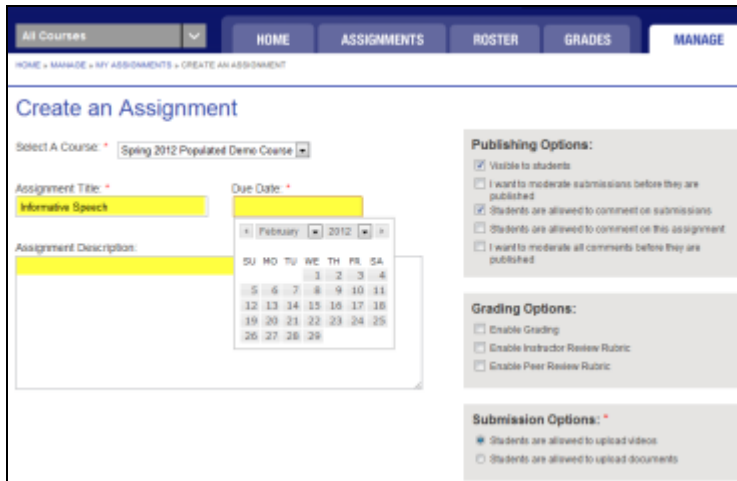 All Courses
HOME
ASSIGNMENTS
ROSTER
GRADES
MANAGE
HOME » MANAGE » MY ASSIGNMENTS » CREATE AN ASSIGNMENT
Create an Assignment
Select A Course: *
Spring 2012 Populated Demo Course
Assignment Title: *
Due Date: *
Informative Speech
February 2012
SU MO TU WE TH FR SA
1 2 3 4
5 6 7 8 9 10 11
12 13 14 15 16 17 18
19 20 21 22 23 24 25
26 27 28 29
Assignment Description:
Publishing Options:
Visible to students
I want to moderate submissions before they are
published
Students are allowed to comment on submissions
Students are allowed to comment on this assignment
I want to moderate all comments before they are
published
Grading Options:
Enable Grading
Enable Instructor Review Rubric
Enable Peer Review Rubric
Submission Options: *
Students are allowed to upload videos
Students are allowed to upload documents